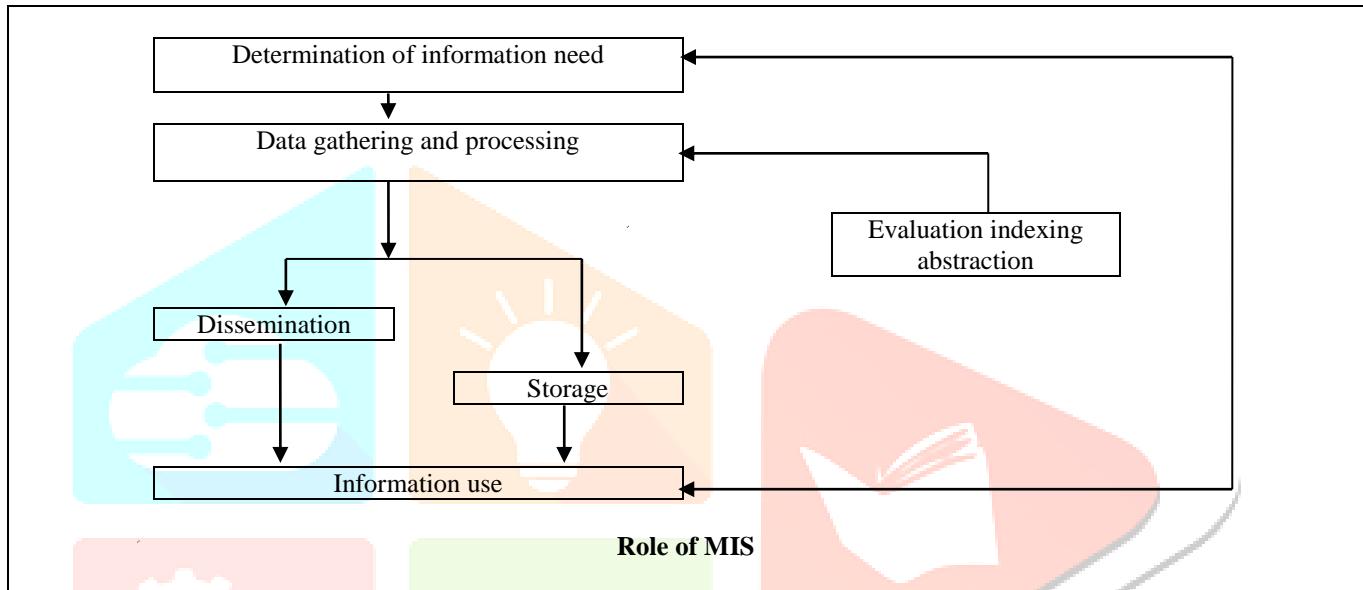 Determination of information need
Data gathering and processing
Evaluation indexing
abstraction
Dissemination
Storage
Information use
Role of MIS